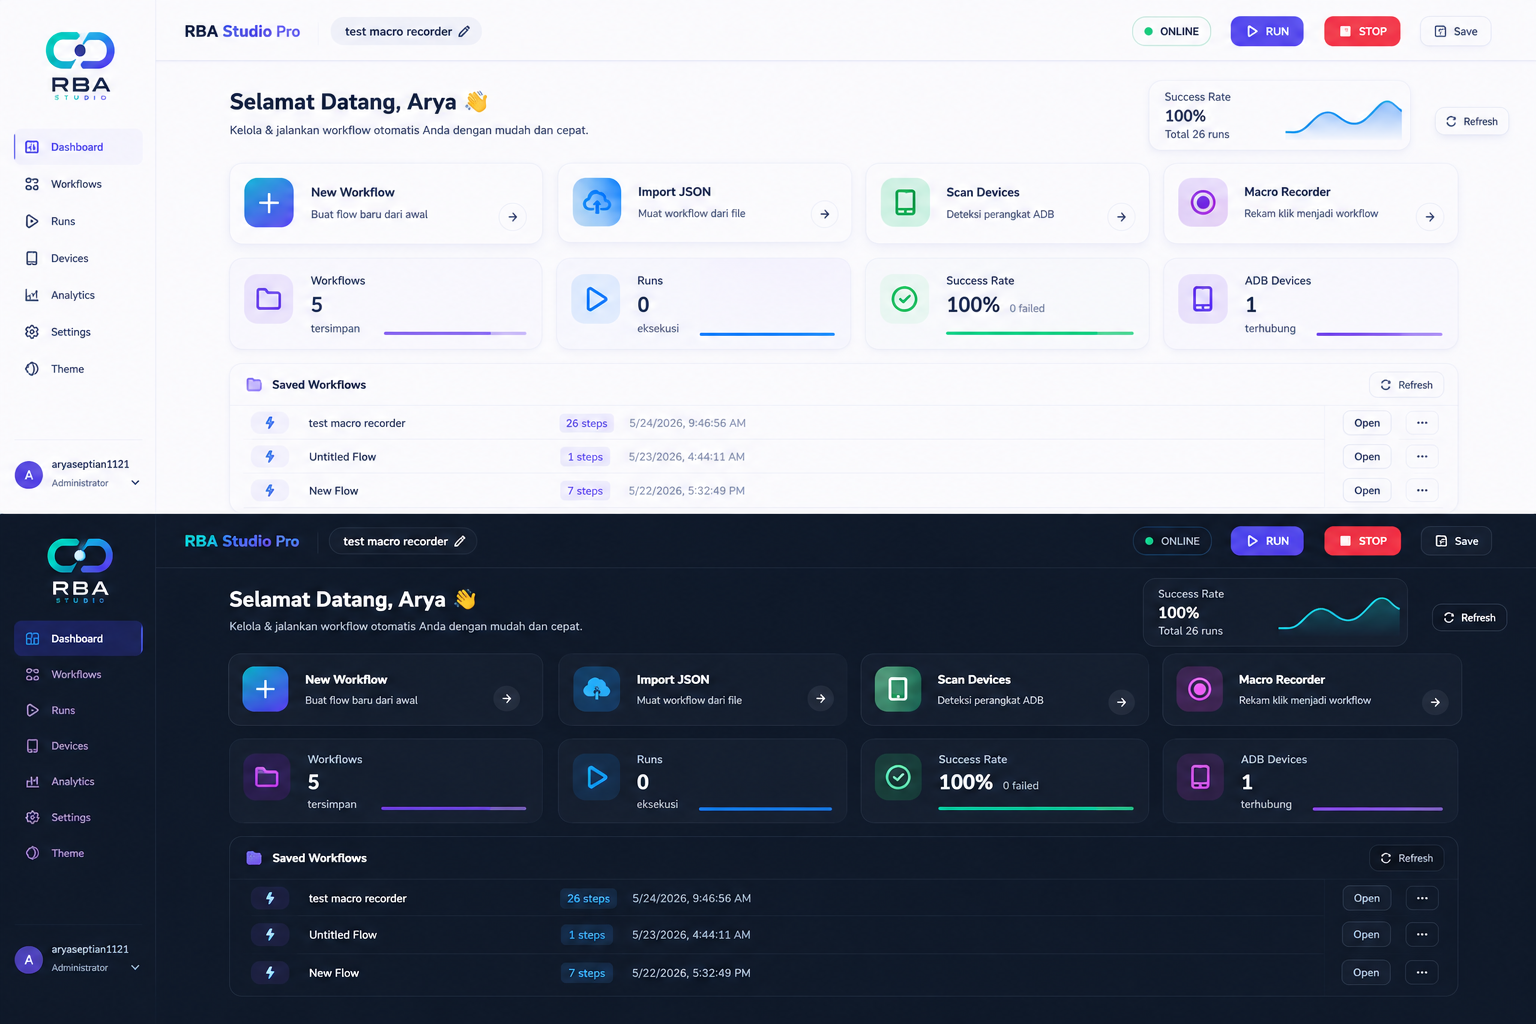 RBA
STUDIO
Dashboard
Workflows
Runs
Devices
Analytics
Settings
Theme
A
aryaseptian1121
Administrator
RBA Studio Pro
test macro recorder
ONLINE
RUN
STOP
Save
Selamat Datang, Arya 👋
Kelola & jalankan workflow otomatis Anda dengan mudah dan cepat.
Success Rate
100%
Total 26 runs
Refresh
New Workflow
Buat flow baru dari awal
Import JSON
Muat workflow dari file
Scan Devices
Deteksi perangkat ADB
Macro Recorder
Rekam klik menjadi workflow
Workflows
5
tersimpan
Runs
0
eksekusi
Success Rate
100% 0 failed
ADB Devices
1
terhubung
Saved Workflows
Refresh
test macro recorder 26 steps 5/24/2026, 9:46:56 AM Open ...
Untitled Flow 1 steps 5/23/2026, 4:44:11 AM Open ...
New Flow 7 steps 5/22/2026, 5:32:49 PM Open ...
RBA
STUDIO
Dashboard
Workflows
Runs
Devices
Analytics
Settings
Theme
A
aryaseptian1121
Administrator
RBA Studio Pro
test macro recorder
ONLINE
RUN
STOP
Save
Selamat Datang, Arya 👋
Kelola & jalankan workflow otomatis Anda dengan mudah dan cepat.
Success Rate
100%
Total 26 runs
Refresh
New Workflow
Buat flow baru dari awal
Import JSON
Muat workflow dari file
Scan Devices
Deteksi perangkat ADB
Macro Recorder
Rekam klik menjadi workflow
Workflows
5
tersimpan
Runs
0
eksekusi
Success Rate
100% 0 failed
ADB Devices
1
terhubung
Saved Workflows
Refresh
test macro recorder 26 steps 5/24/2026, 9:46:56 AM Open ...
Untitled Flow 1 steps 5/23/2026, 4:44:11 AM Open ...
New Flow 7 steps 5/22/2026, 5:32:49 PM Open ...